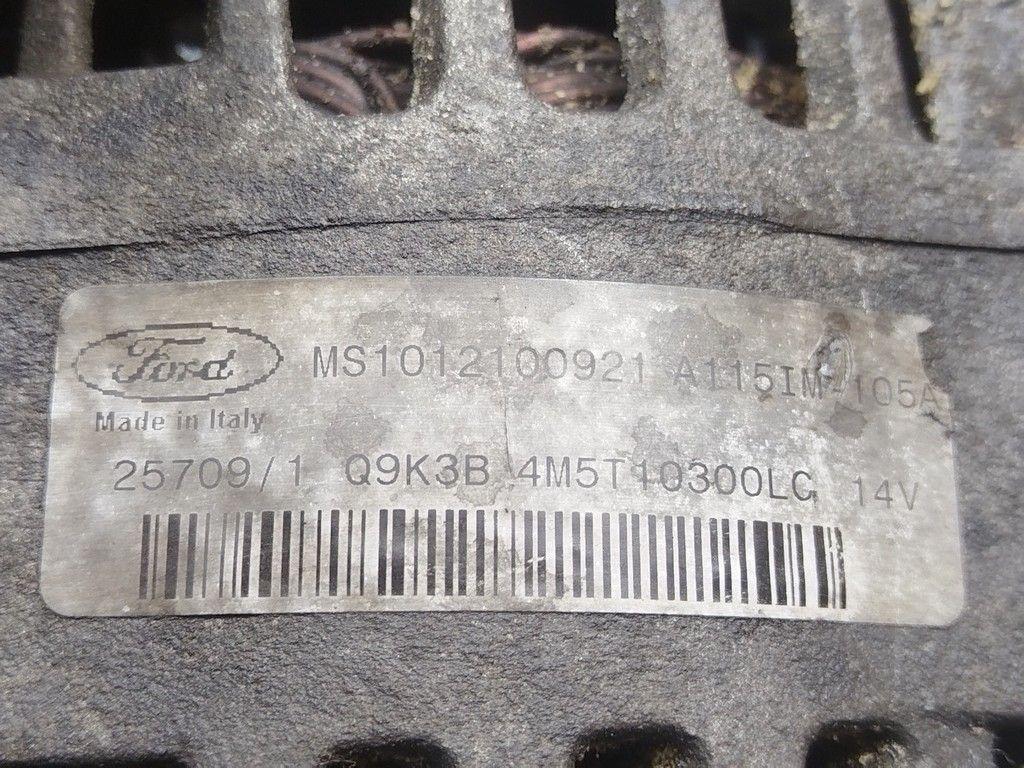 Ford MS1012100921 A115IM-105A
Made in Italy
25709/1 Q9K3B 4M5T10300LC 14V